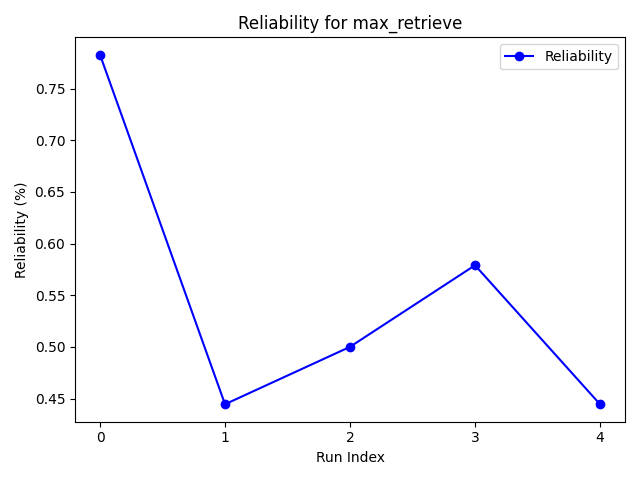 Reliability for max_retrieve
Reliability
Reliability (%)
0.75
0.70
0.65
0.60
0.55
0.50
0.45
0 1 2 3 4
Run Index